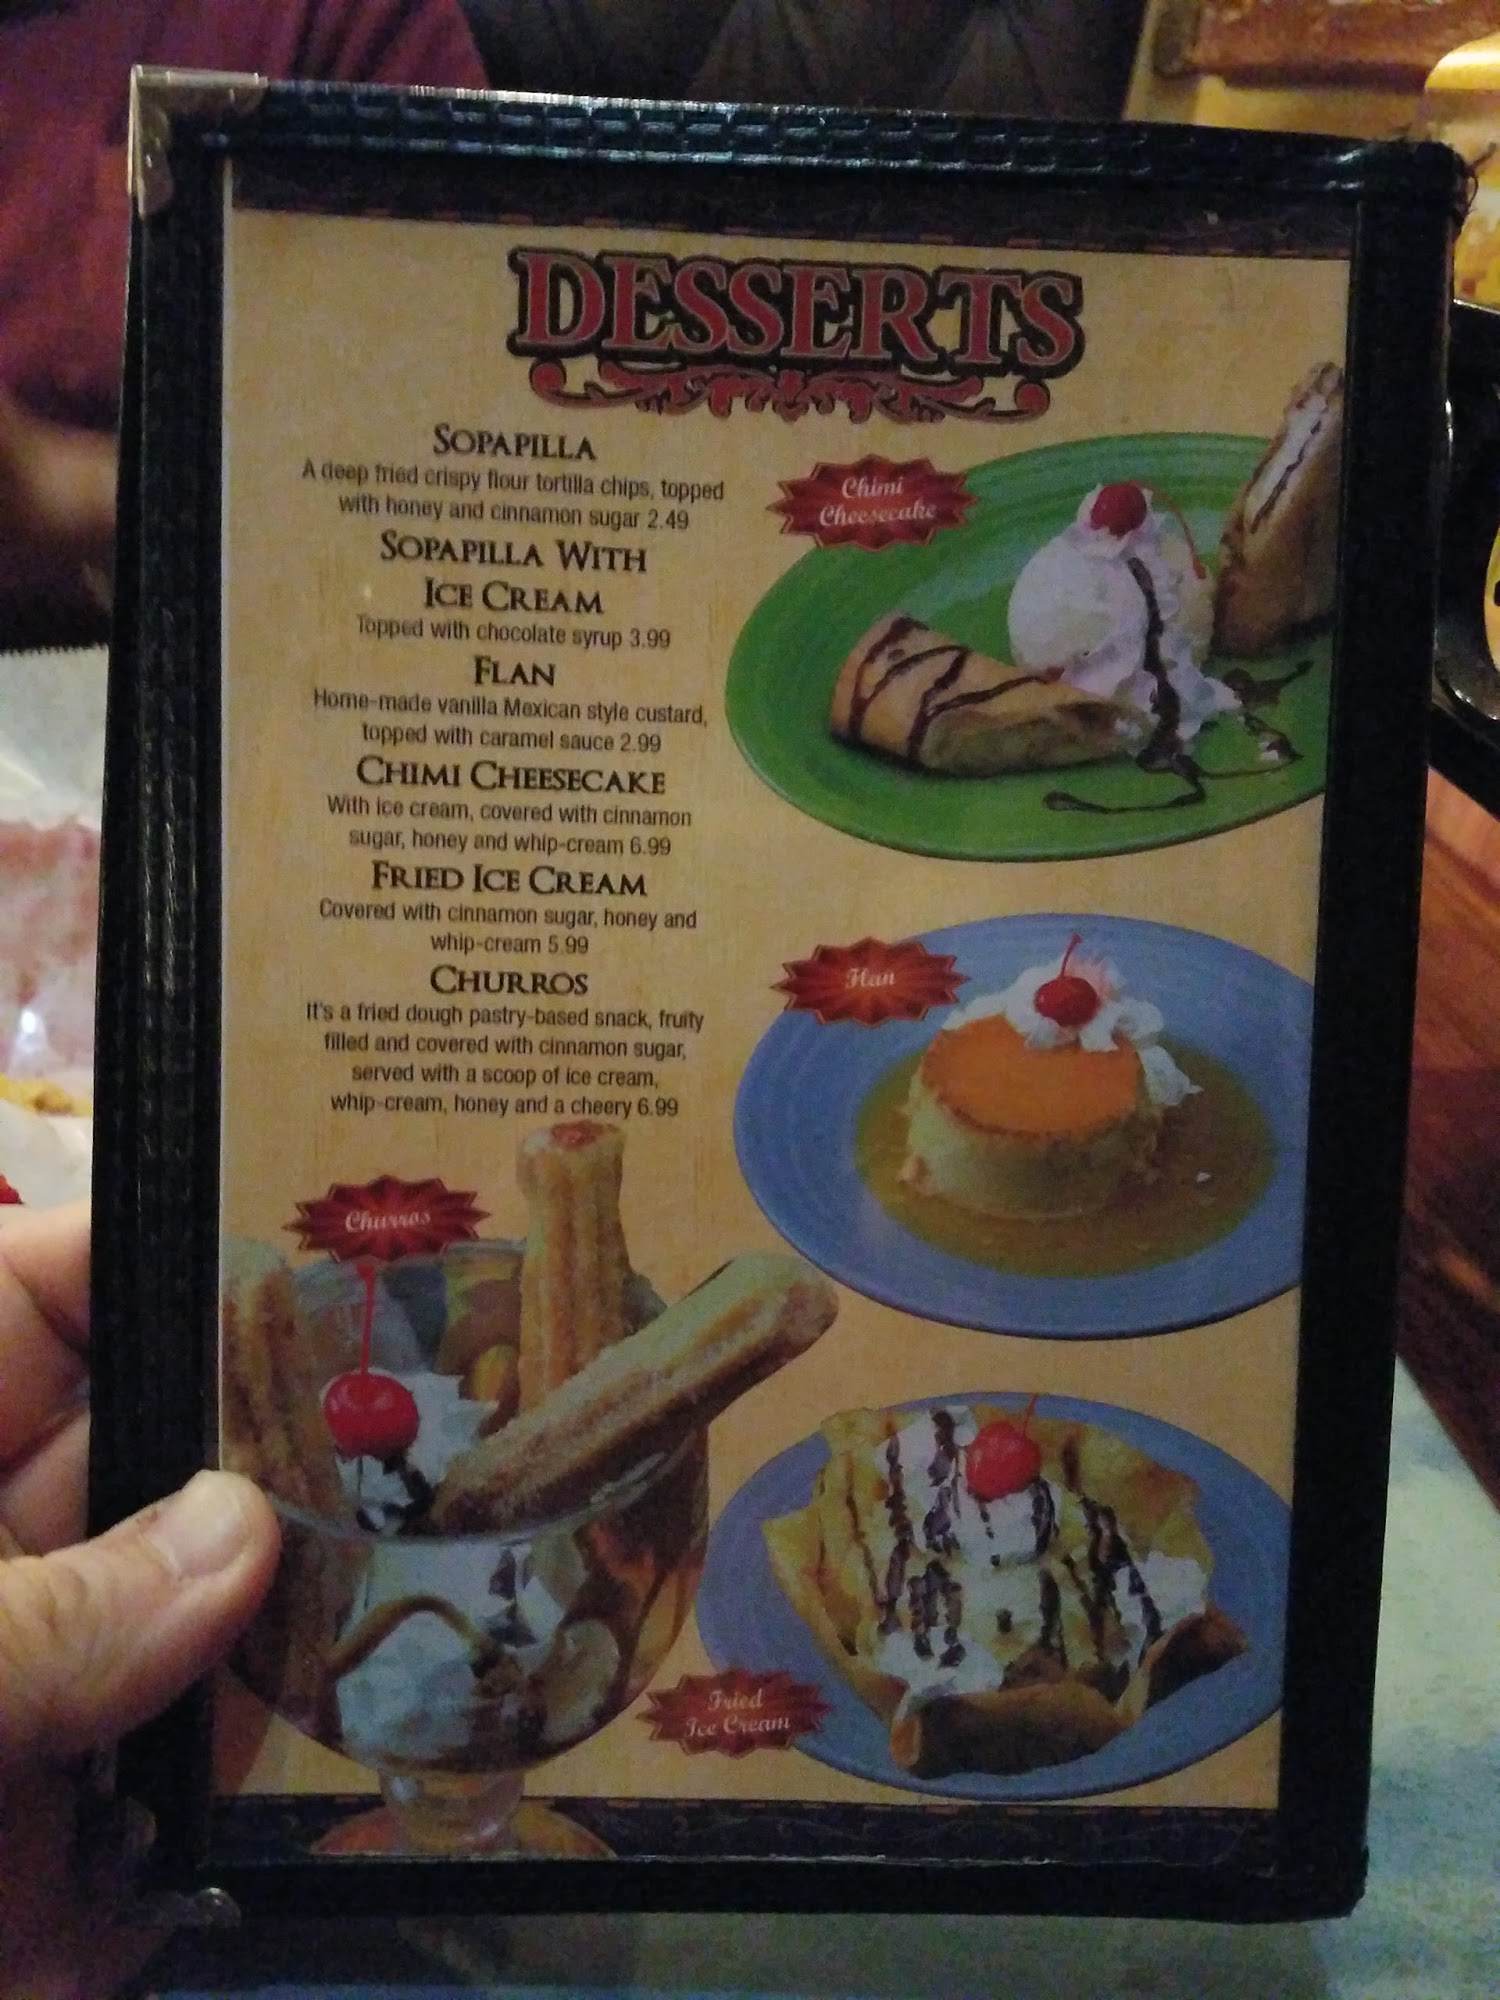 DESSERTS
SOPAPILLA
A deep fried crispy flour tortilla chips, topped
with honey and cinnamon sugar 2.49
SOPAPILLA WITH
ICE CREAM
Topped with chocolate syrup 3.99
FLAN
Home-made vanilla Mexican style custard,
topped with caramel sauce 2.99
CHIMI CHEESECAKE
With ice cream, covered with cinnamon
sugar, honey and whip-cream 6.99
FRIED ICE CREAM
Covered with cinnamon sugar, honey and
whip-cream 5.99
CHURROS
It's a fried dough pastry-based snack, fruity
filled and covered with cinnamon sugar,
served with a scoop of ice cream,
whip-cream, honey and a cheery 6.99
Chimi
Cheesecake
Flan
Churros
Fried
Ice Cream